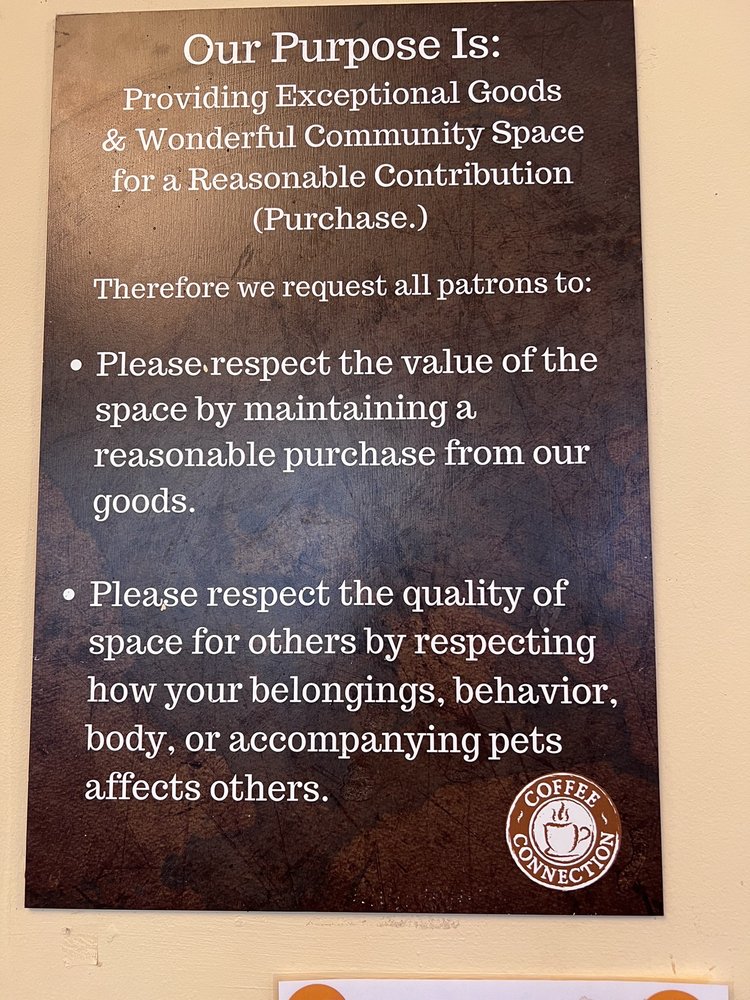 Our Purpose Is:
Providing Exceptional Goods
& Wonderful Community Space
for a Reasonable Contribution
(Purchase.)
Therefore we request all patrons to:
• Please respect the value of the
space by maintaining a
reasonable purchase from our
goods.
• Please respect the quality of
space for others by respecting
how your belongings, behavior,
body, or accompanying pets
affects others.
COFFEE
CONNECTION